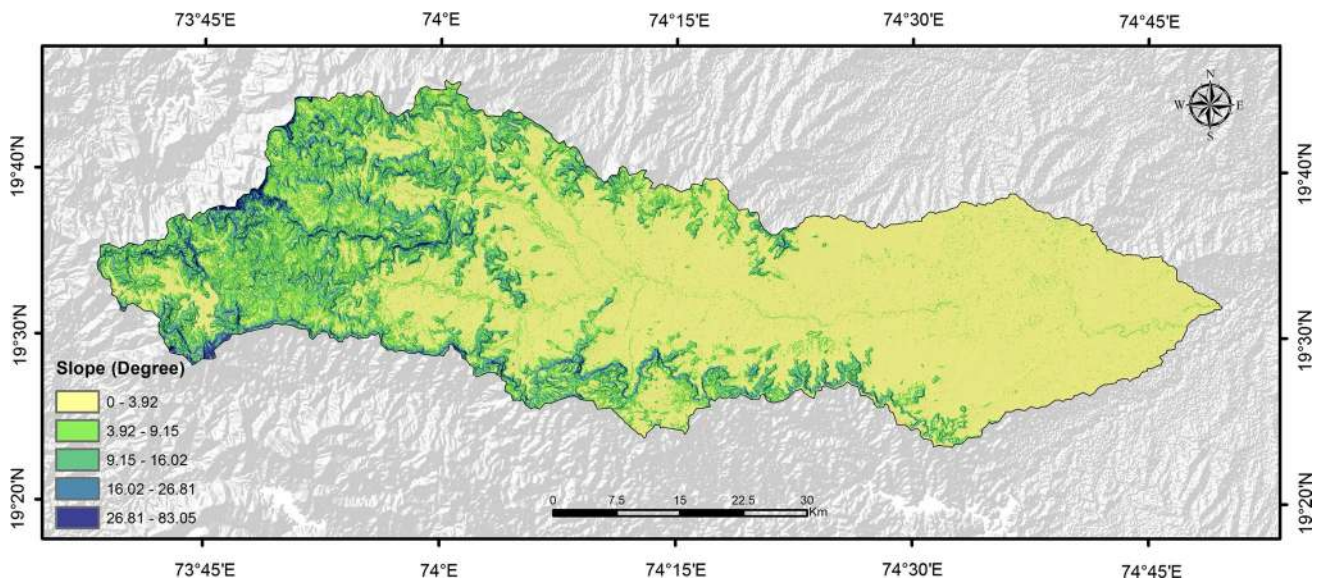 73°45'E 74°E 74°15'E 74°30'E 74°45'E
N
W E
S
19°40'N 19°40'N
19°30'N 19°30'N
19°20'N 19°20'N
Slope (Degree)
0 - 3.92
3.92 - 9.15
9.15 - 16.02
16.02 - 26.81
26.81 - 83.05
0 7.5 15 22.5 30
Km
73°45'E 74°E 74°15'E 74°30'E 74°45'E